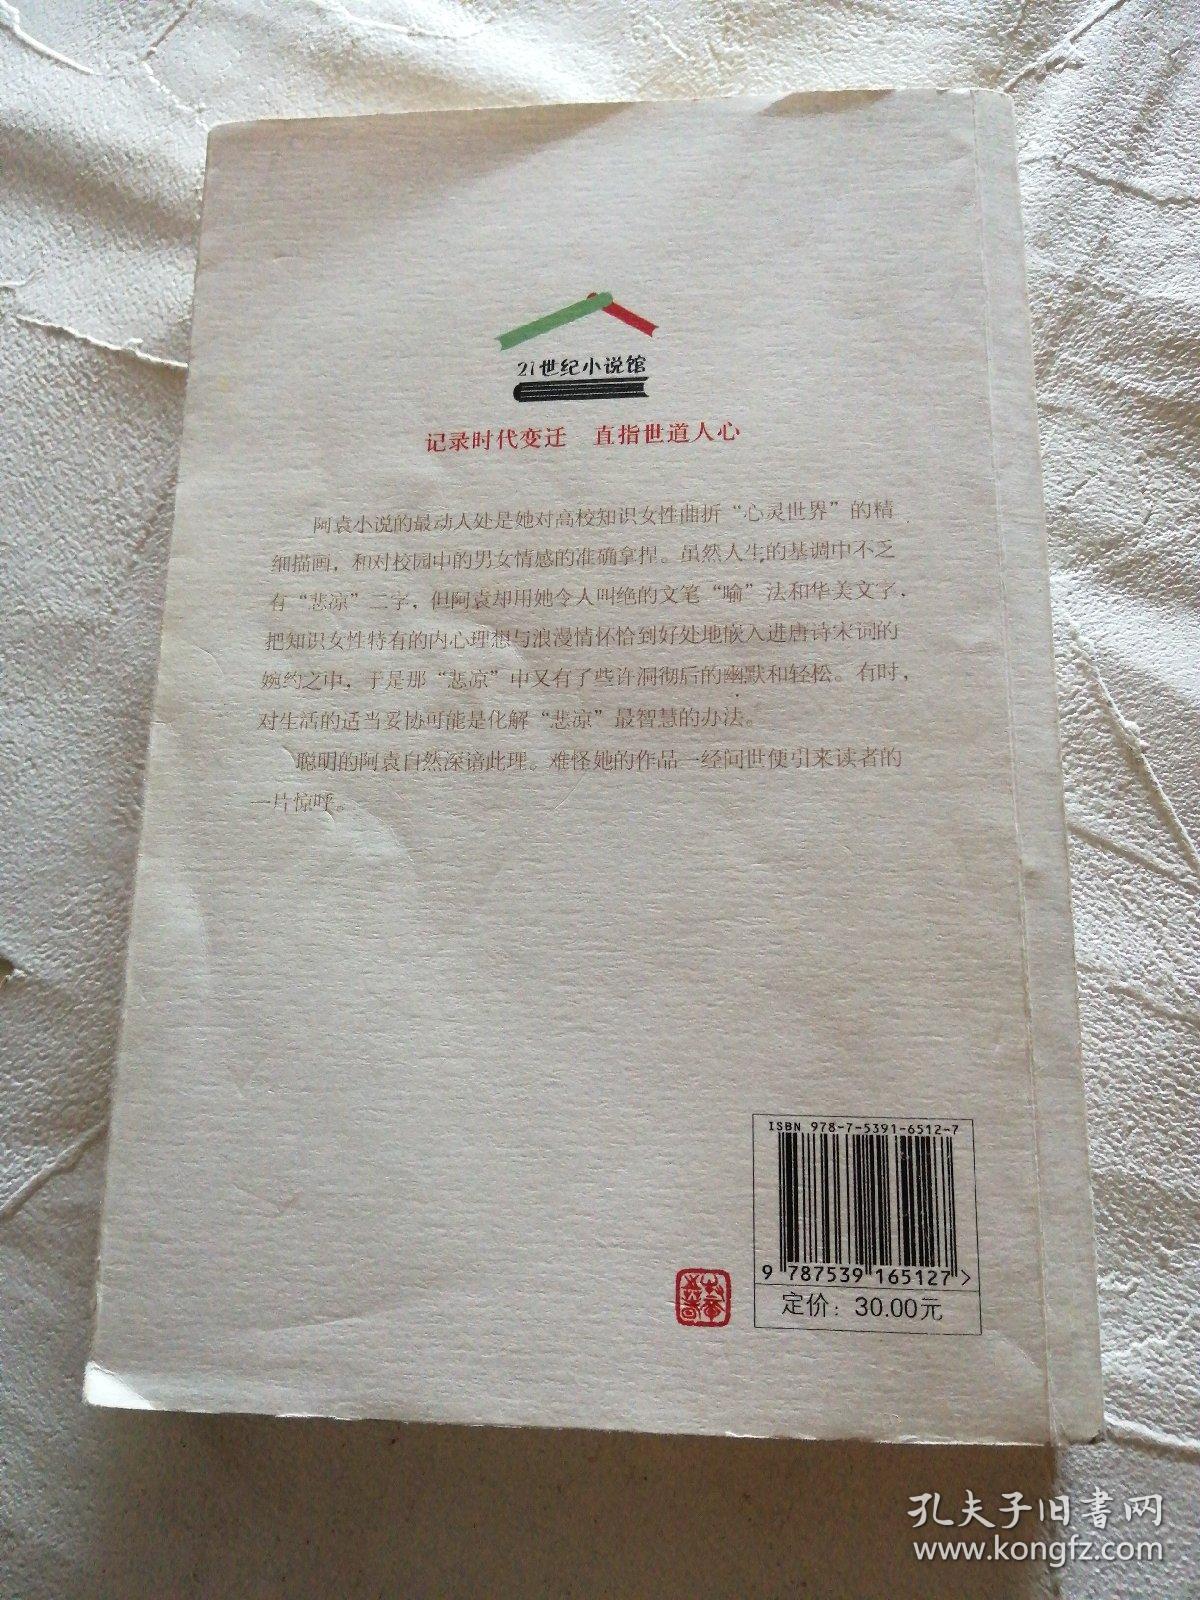 21世纪小说馆
记录时代变迁 直指世道人心
阿袁小说的最动人处是她对高校知识女性曲折“心灵世界”的精
细描画，和对校园中的男女情感的准确拿捏。虽然人生的基调中不乏
有“悲凉”二字，但阿袁却用她令人叫绝的文笔“喻”法和华美文字，
把知识女性特有的内心理想与浪漫情怀恰到好处地嵌入进唐诗宋词的
婉约之中，于是那“悲凉”中又有了些许洞彻后的幽默和轻松。有时，
对生活的适当妥协可能是化解“悲凉”最智慧的办法。
聪明的阿袁自然深谙此理。难怪她的作品一经问世便引来读者的
一片惊呼。
ISBN 978-7-5391-6512-7
9 787539 165127 >
定价：30.00元
孔夫子旧书网
www.kongfz.com